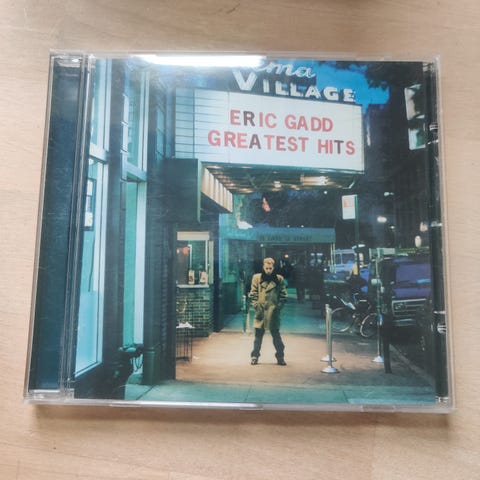 ma
VILLAGE
ERIC GADD
GREATEST HITS